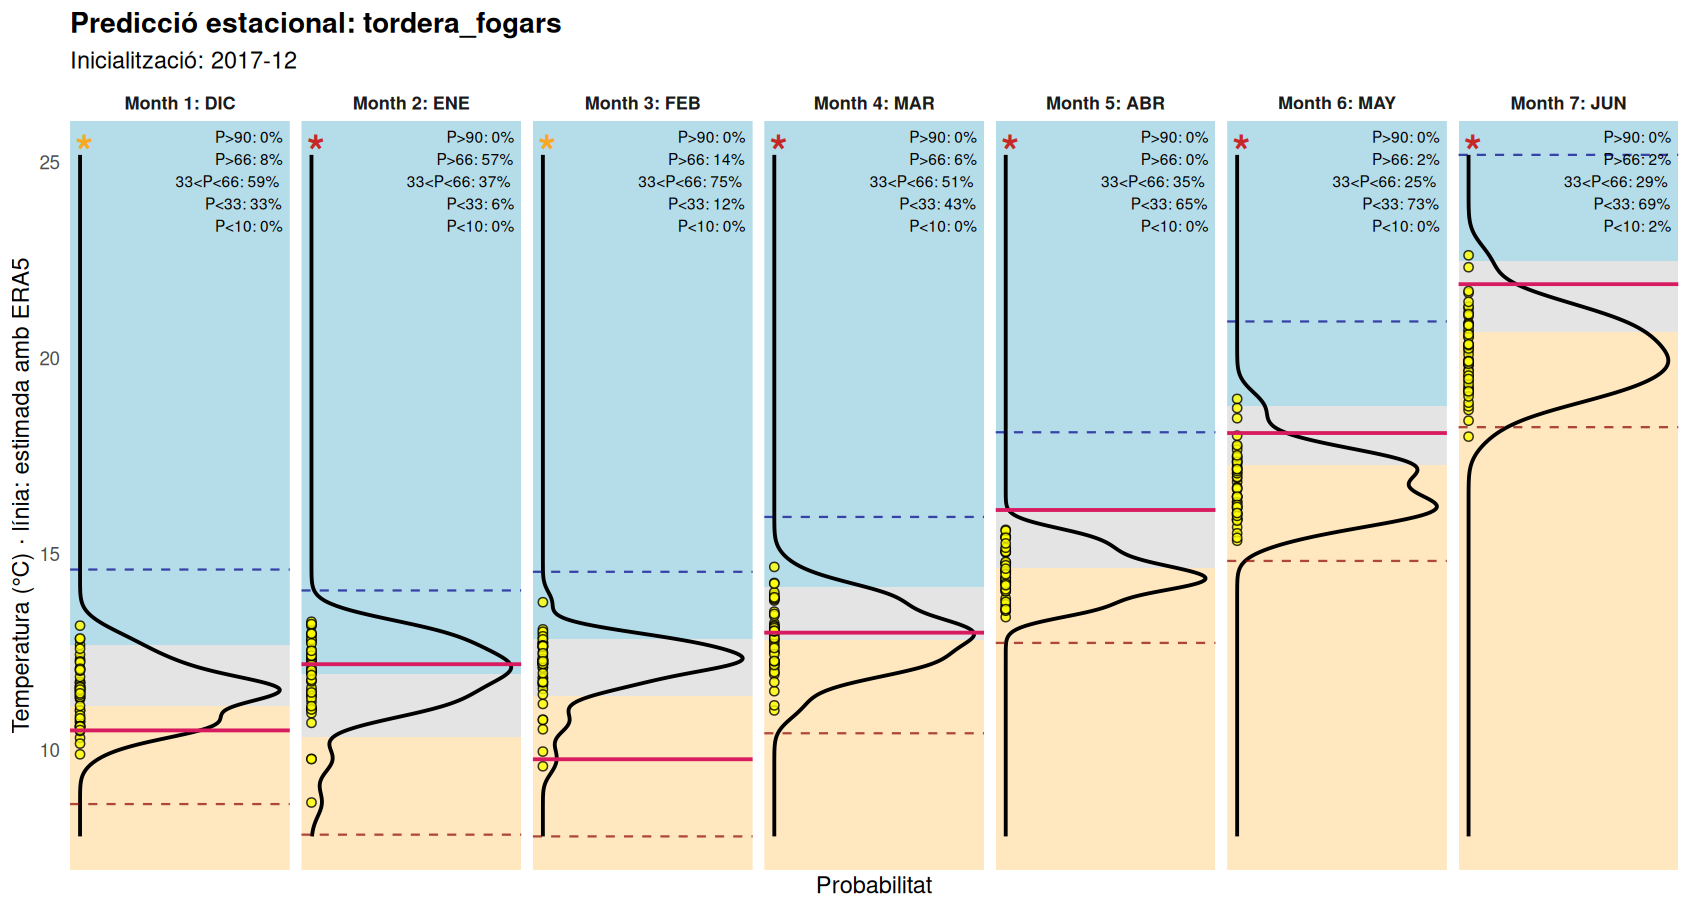 Predicció estacional: tordera_fogars
Inicialització: 2017-12
Month 1: DIC
Month 2: ENE
Month 3: FEB
Month 4: MAR
Month 5: ABR
Month 6: MAY
Month 7: JUN
*
P>90: 0%
P>66: 8%
33<P<66: 59%
P<33: 33%
P<10: 0%
*
P>90: 0%
P>66: 57%
33<P<66: 37%
P<33: 6%
P<10: 0%
*
P>90: 0%
P>66: 14%
33<P<66: 75%
P<33: 12%
P<10: 0%
*
P>90: 0%
P>66: 6%
33<P<66: 51%
P<33: 43%
P<10: 0%
*
P>90: 0%
P>66: 0%
33<P<66: 35%
P<33: 65%
P<10: 0%
*
P>90: 0%
P>66: 2%
33<P<66: 25%
P<33: 73%
P<10: 0%
*
P>90: 0%
P>66: 2%
33<P<66: 29%
P<33: 69%
P<10: 2%
25
20
15
10
Temperatura (°C) · línia: estimada amb ERA5
Probabilitat